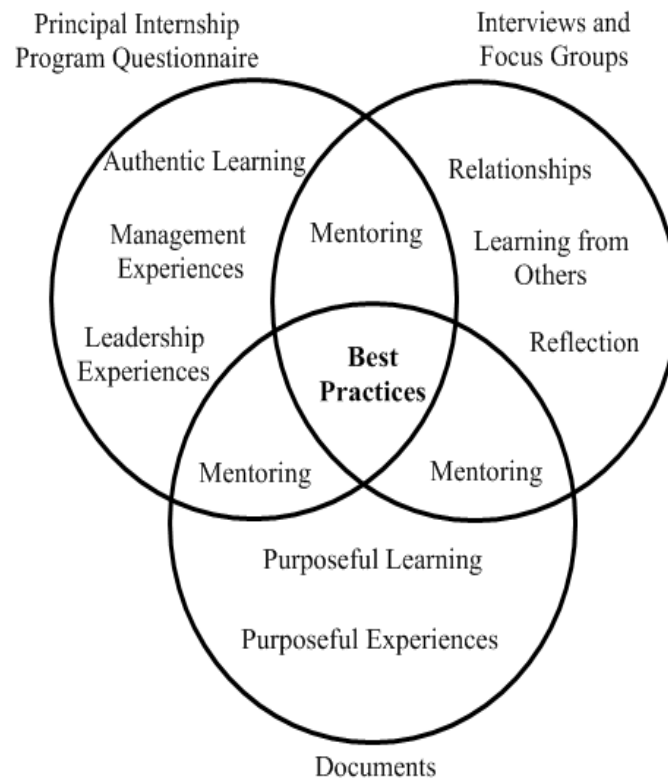 Principal Internship
Program Questionnaire
Interviews and
Focus Groups
Authentic Learning
Relationships
Management
Experiences
Mentoring
Learning from
Others
Leadership
Experiences
Best
Practices
Reflection
Mentoring
Mentoring
Purposeful Learning
Purposeful Experiences
Documents